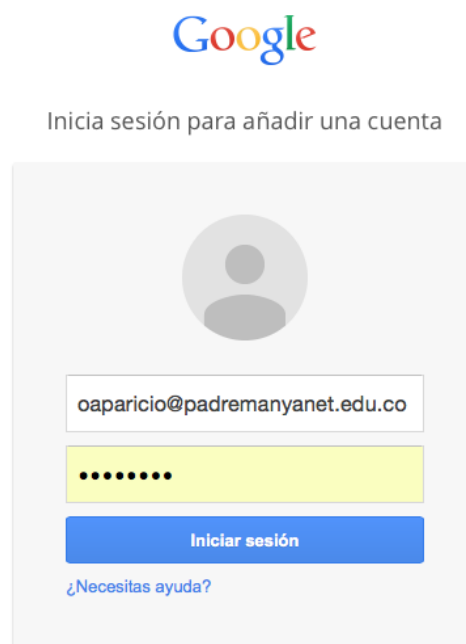 Google
Inicia sesión para añadir una cuenta
oaparicio@padremanyanet.edu.co
••••••••
Iniciar sesión
¿Necesitas ayuda?